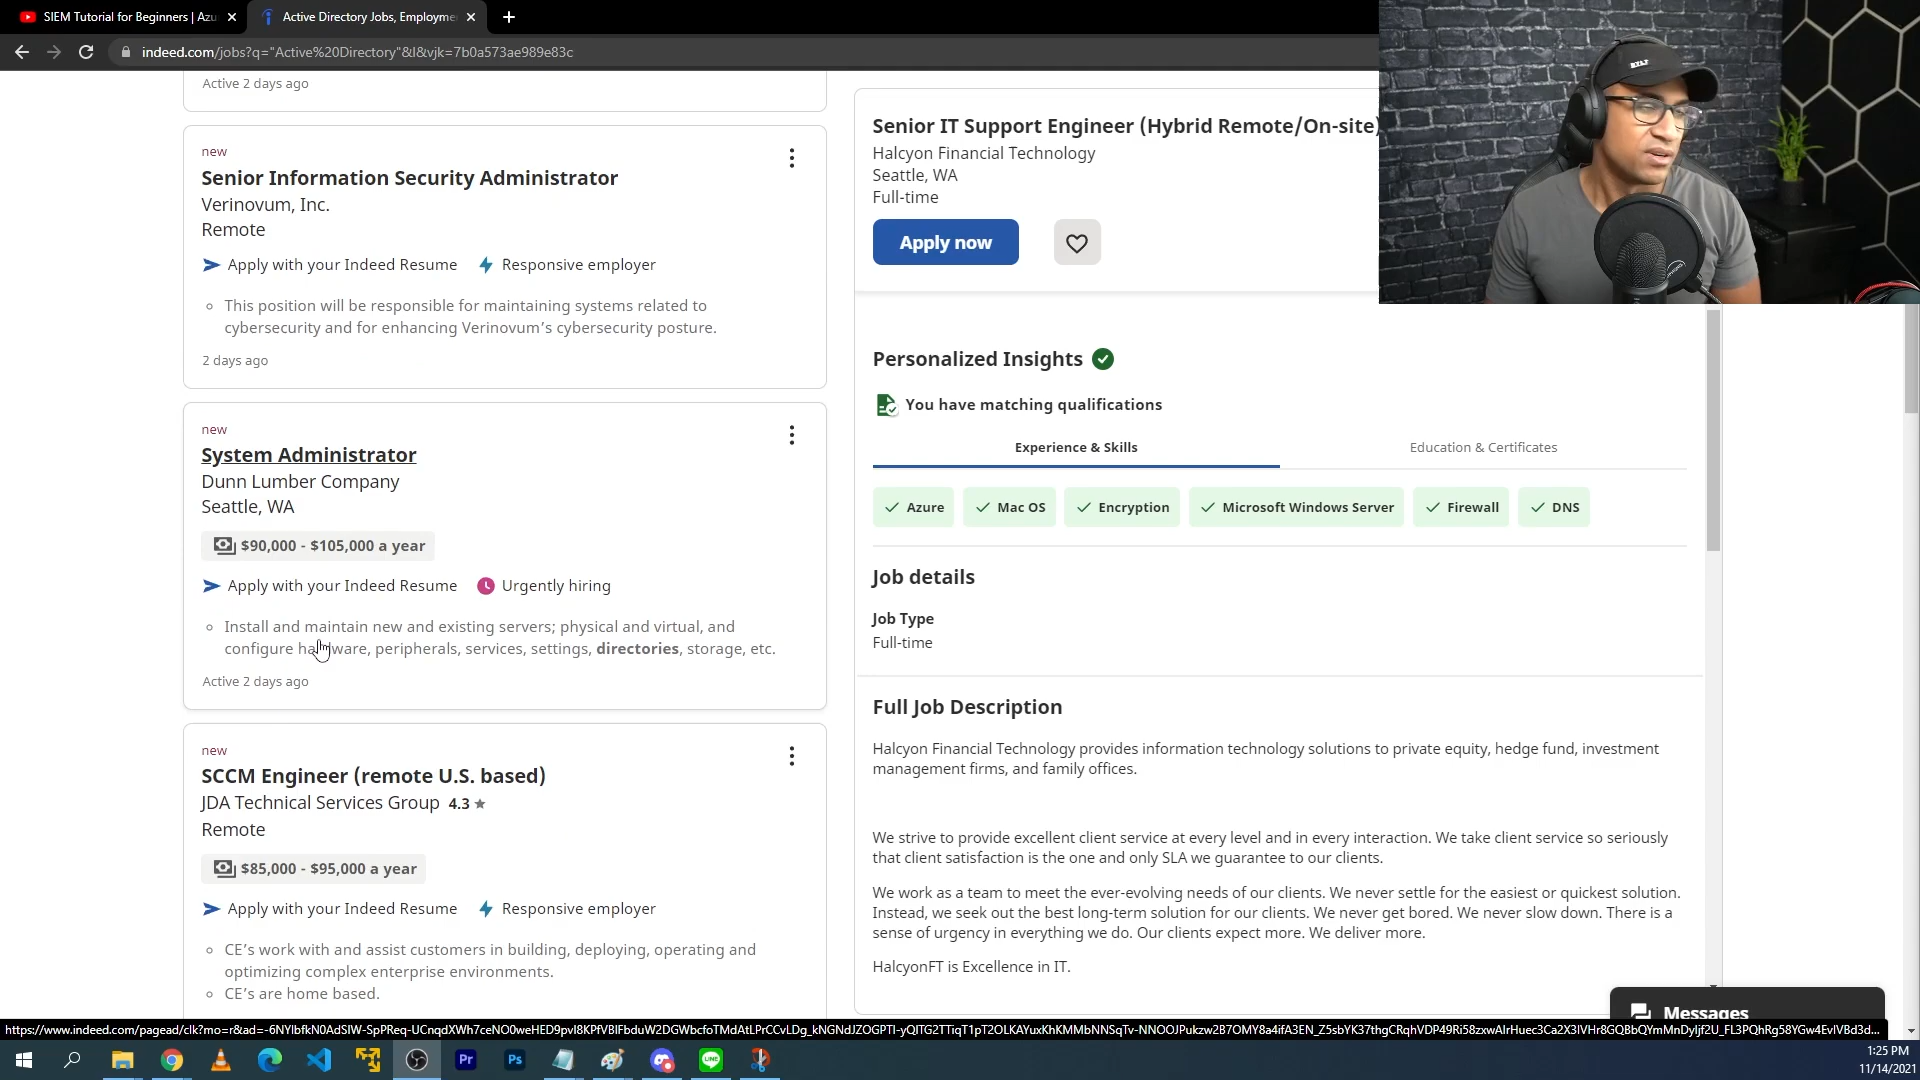 SIEM Tutorial for Beginners | Azu
Active Directory Jobs, Employme
indeed.com/jobs?q="Active%20Directory"&l&vjk=7b0a573ae989e83c
Active 2 days ago
new
Senior Information Security Administrator
Verinovum, Inc.
Remote
Apply with your Indeed Resume
Responsive employer
This position will be responsible for maintaining systems related to
cybersecurity and for enhancing Verinovum's cybersecurity posture.
2 days ago
new
System Administrator
Dunn Lumber Company
Seattle, WA
$90,000 - $105,000 a year
Apply with your Indeed Resume
Urgently hiring
Install and maintain new and existing servers; physical and virtual, and
configure hardware, peripherals, services, settings, directories, storage, etc.
Active 2 days ago
new
SCCM Engineer (remote U.S. based)
JDA Technical Services Group 4.3
Remote
$85,000 - $95,000 a year
Apply with your Indeed Resume
Responsive employer
CE's work with and assist customers in building, deploying, operating and
optimizing complex enterprise environments.
CE's are home based.
Senior IT Support Engineer (Hybrid Remote/On-site)
Halcyon Financial Technology
Seattle, WA
Full-time
Apply now
Personalized Insights
You have matching qualifications
Experience & Skills
Education & Certificates
Azure
Mac OS
Encryption
Microsoft Windows Server
Firewall
DNS
Job details
Job Type
Full-time
Full Job Description
Halcyon Financial Technology provides information technology solutions to private equity, hedge fund, investment
management firms, and family offices.
We strive to provide excellent client service at every level and in every interaction. We take client service so seriously
that client satisfaction is the one and only SLA we guarantee to our clients.
We work as a team to meet the ever-evolving needs of our clients. We never settle for the easiest or quickest solution.
Instead, we seek out the best long-term solution for our clients. We never get bored. We never slow down. There is a
sense of urgency in everything we do. Our clients expect more. We deliver more.
HalcyonFT is Excellence in IT.
Messages
Pr
Ps
LINE
1:25 PM
11/14/2021